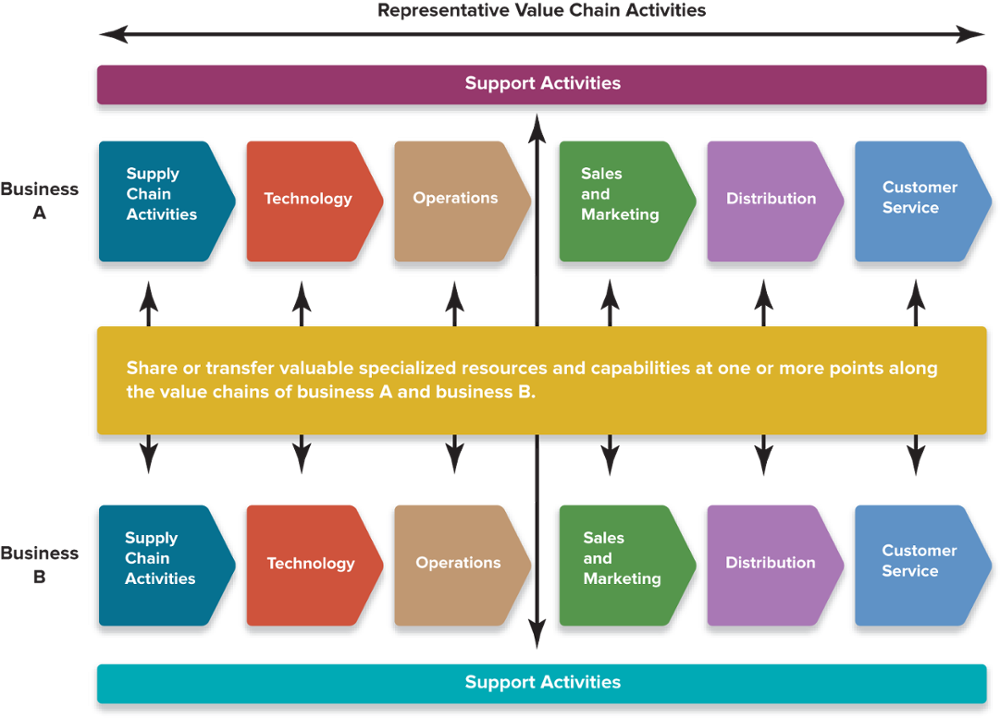 Representative Value Chain Activities
Support Activities
Business
A
Supply
Chain
Activities
Technology
Operations
Sales
and
Marketing
Distribution
Customer
Service
Share or transfer valuable specialized resources and capabilities at one or more points along
the value chains of business A and business B.
Business
B
Supply
Chain
Activities
Technology
Operations
Sales
and
Marketing
Distribution
Customer
Service
Support Activities